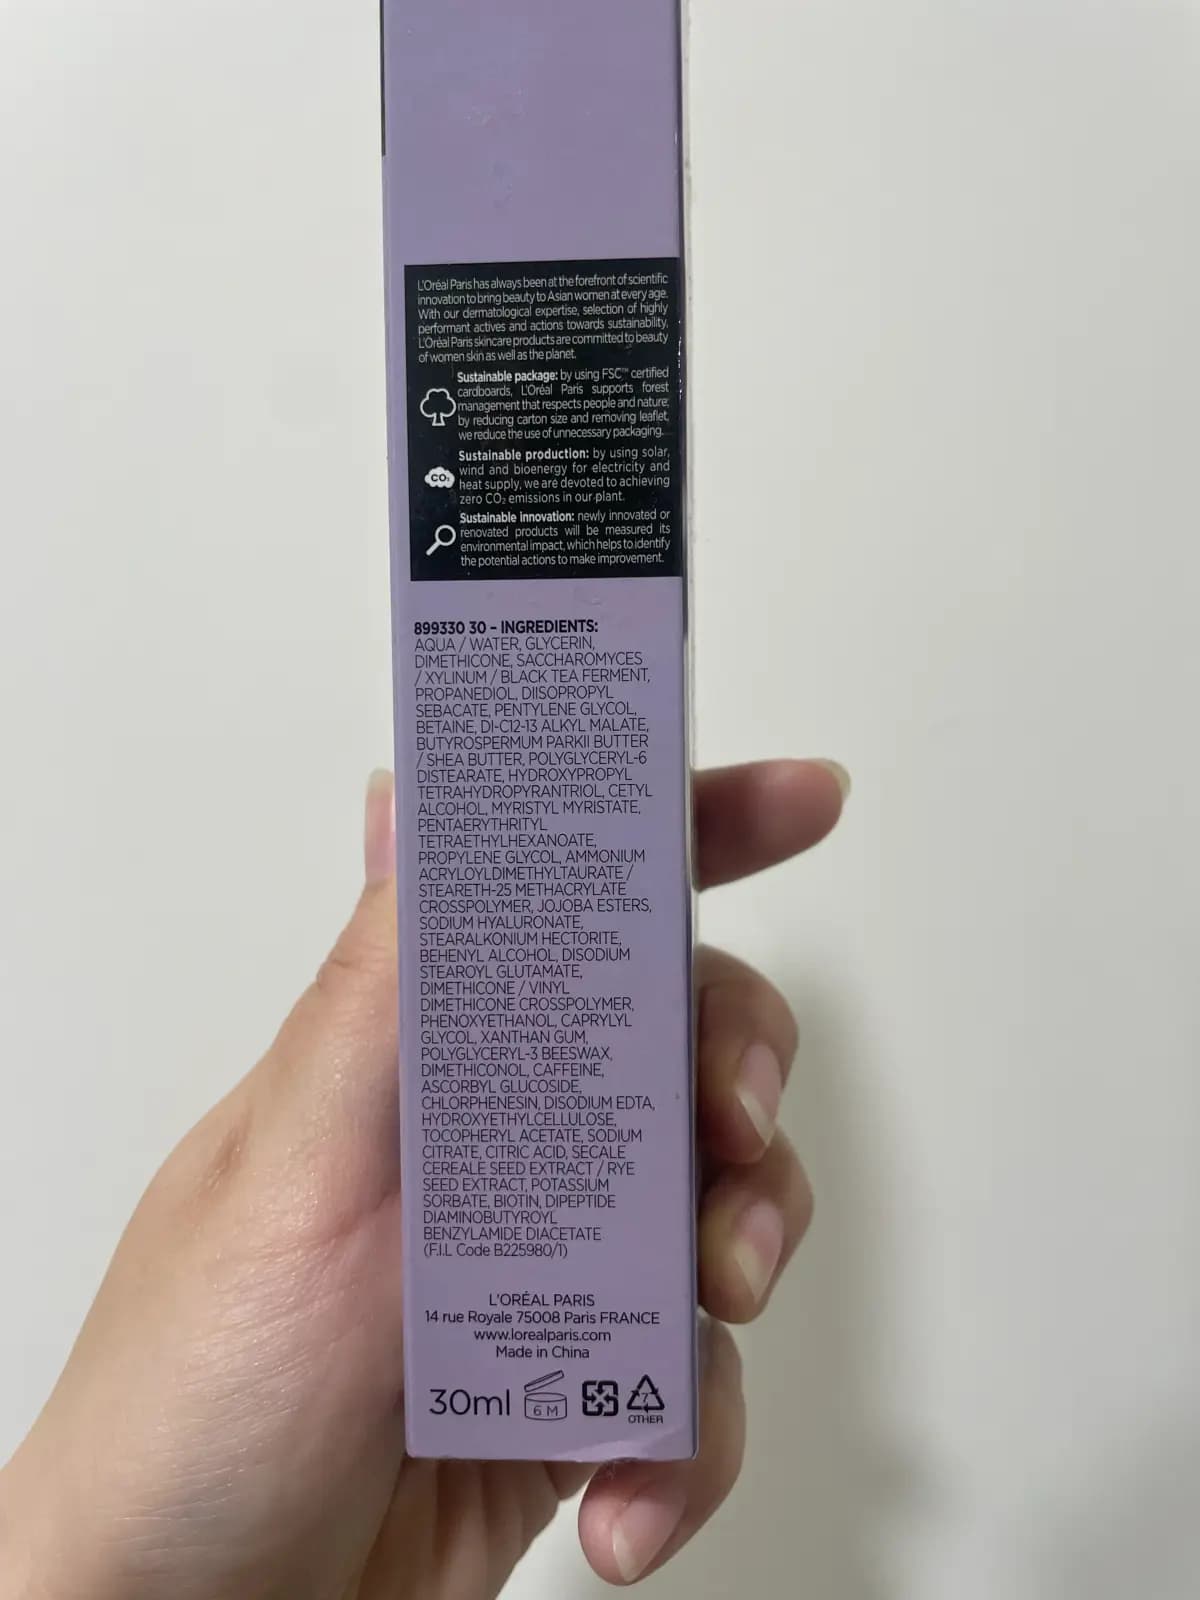 L'Oréal Paris has always been at the forefront of scientific
innovation to bring beauty to Asian women at every age.
With our dermatological expertise, selection of highly
performant actives and actions towards sustainability,
L'Oréal Paris skincare products are committed to beauty
of women skin as well as the planet.
Sustainable package: by using FSC™ certified
cardboards, L'Oréal Paris supports forest
management that respects people and nature;
by reducing carton size and removing leaflet,
we reduce the use of unnecessary packaging.
Sustainable production: by using solar,
wind and bioenergy for electricity and
CO₂
heat supply, we are devoted to achieving
zero CO₂ emissions in our plant.
Sustainable innovation: newly innovated or
renovated products will be measured its
environmental impact, which helps to identify
the potential actions to make improvement.
899330 30 - INGREDIENTS:
AQUA / WATER, GLYCERIN,
DIMETHICONE, SACCHAROMYCES
/ XYLINUM / BLACK TEA FERMENT,
PROPANEDIOL, DIISOPROPYL
SEBACATE, PENTYLENE GLYCOL,
BETAINE, DI-C12-13 ALKYL MALATE,
BUTYROSPERMUM PARKII BUTTER
/ SHEA BUTTER, POLYGLYCERYL-6
DISTEARATE, HYDROXYPROPYL
TETRAHYDROPYRANTRIOL, CETYL
ALCOHOL, MYRISTYL MYRISTATE,
PENTAERYTHRITYL
TETRAETHYLHEXANOATE,
PROPYLENE GLYCOL, AMMONIUM
ACRYLOYLDIMETHYLTAURATE /
STEARETH-25 METHACRYLATE
CROSSPOLYMER, JOJOBA ESTERS,
SODIUM HYALURONATE,
STEARALKONIUM HECTORITE,
BEHENYL ALCOHOL, DISODIUM
STEAROYL GLUTAMATE,
DIMETHICONE / VINYL
DIMETHICONE CROSSPOLYMER,
PHENOXYETHANOL, CAPRYLYL
GLYCOL, XANTHAN GUM,
POLYGLYCERYL-3 BEESWAX,
DIMETHICONOL, CAFFEINE,
ASCORBYL GLUCOSIDE,
CHLORPHENESIN, DISODIUM EDTA,
HYDROXYETHYLCELLULOSE,
TOCOPHERYL ACETATE, SODIUM
CITRATE, CITRIC ACID, SECALE
CEREALE SEED EXTRACT / RYE
SEED EXTRACT, POTASSIUM
SORBATE, BIOTIN, DIPEPTIDE
DIAMINOBUTYROYL
BENZYLAMIDE DIACETATE
(F.I.L Code B225980/1)
L'ORÉAL PARIS
14 rue Royale 75008 Paris FRANCE
www.lorealparis.com
Made in China
30ml 6 M 7
OTHER